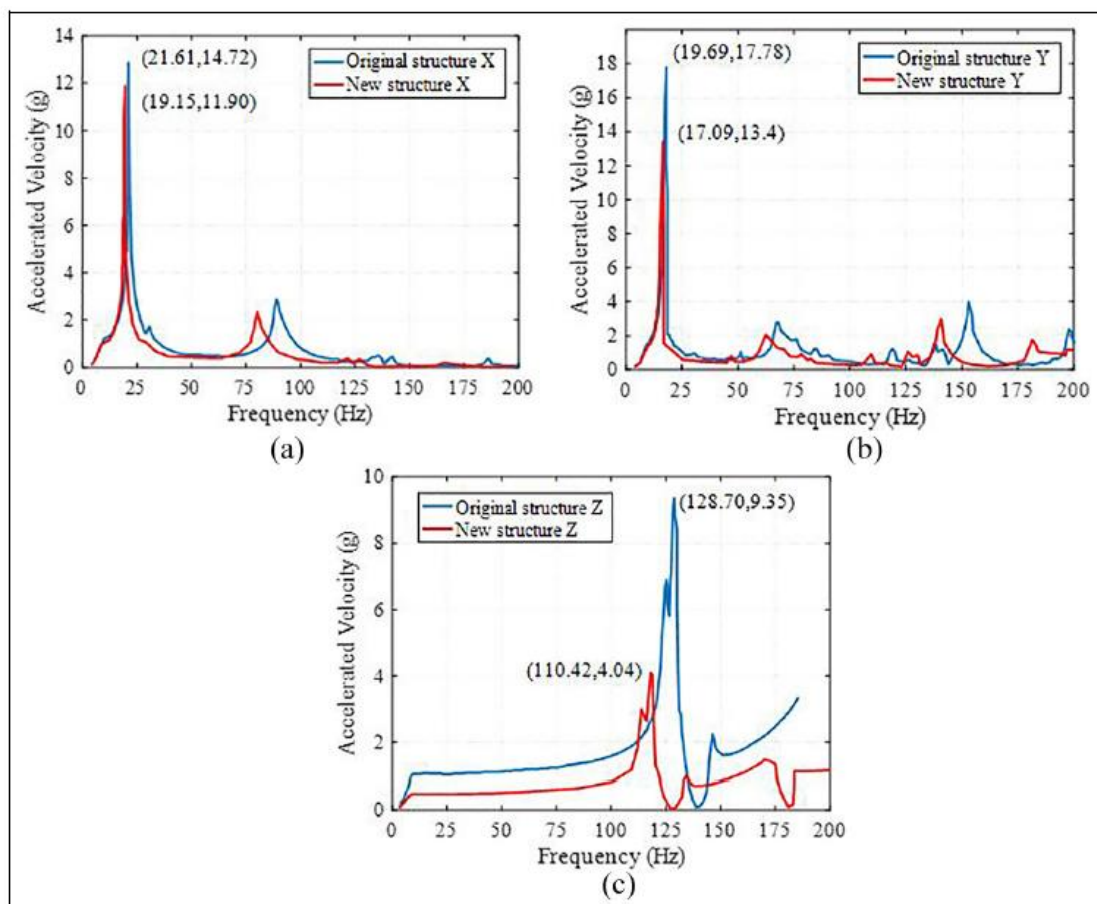 14
12
10
8
6
4
2
0
Accelerated Velocity (g)
(21.61,14.72)
(19.15,11.90)
Original structure X
New structure X
0 25 50 75 100 125 150 175 200
Frequency (Hz)
(a)
18
16
14
12
10
8
6
4
2
0
Accelerated Velocity (g)
(19.69,17.78)
(17.09,13.4)
Original structure Y
New structure Y
0 25 50 75 100 125 150 175 200
Frequency (Hz)
(b)
10
8
6
4
2
0
Accelerated Velocity (g)
Original structure Z
New structure Z
(128.70,9.35)
(110.42,4.04)
0 25 50 75 100 125 150 175 200
Frequency (Hz)
(c)